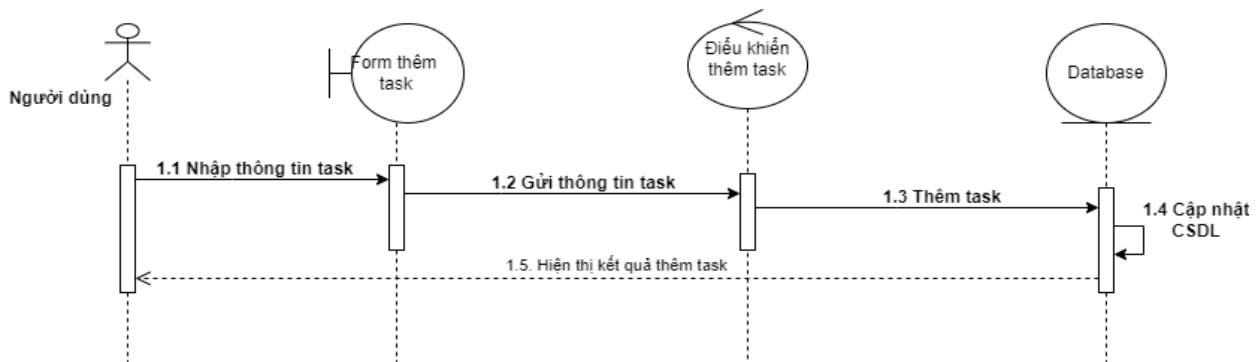 Người dùng
Form thêm
task
Điều khiển
thêm task
Database
1.1 Nhập thông tin task
1.2 Gửi thông tin task
1.3 Thêm task
1.4 Cập nhật
CSDL
1.5. Hiện thị kết quả thêm task